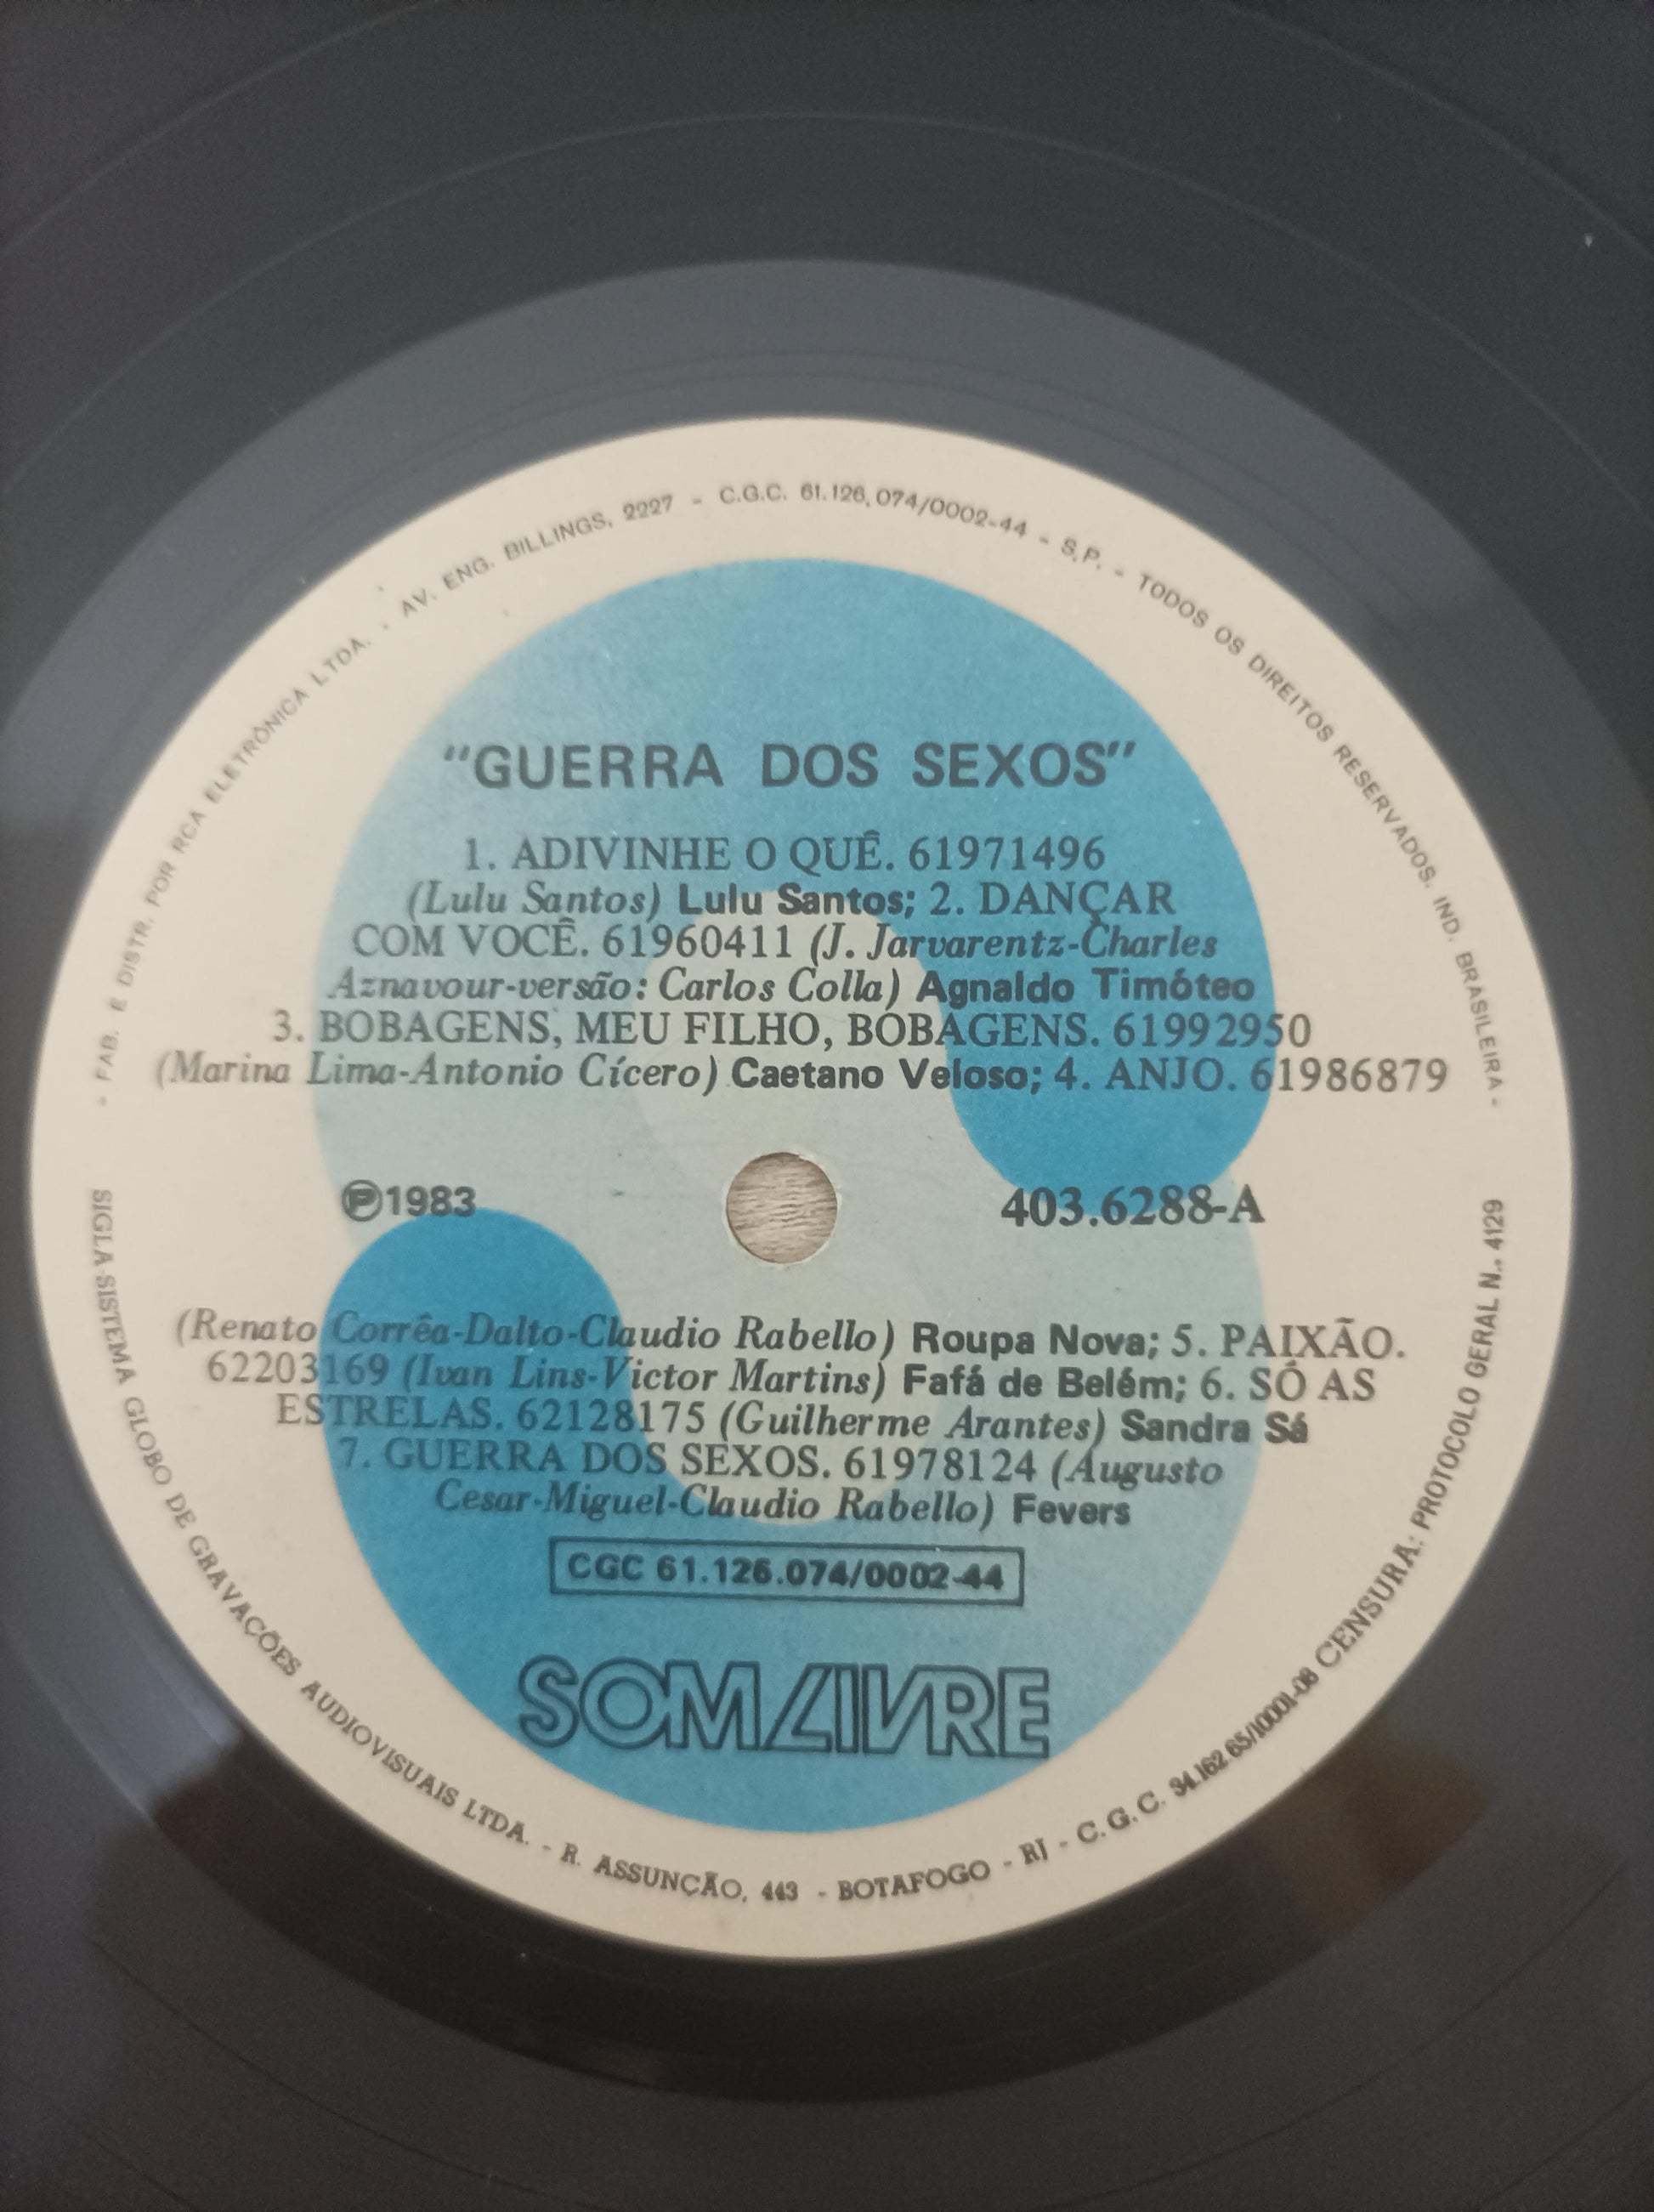 - FAB. E DISTR. POR RCA ELETRÔNICA LTDA. - AV. ENG. BILLINGS, 2227 - C.G.C. 61.126.074/0002-44 - S.P. - TODOS OS DIREITOS RESERVADOS. IND. BRASILEIRA -
"GUERRA DOS SEXOS"
1. ADIVINHE O QUÊ. 61971496
(Lulu Santos) Lulu Santos; 2. DANÇAR
COM VOCÊ. 61960411 (J. Jarvarentz-Charles
Aznavour-versão: Carlos Colla) Agnaldo Timóteo
3. BOBAGENS, MEU FILHO, BOBAGENS. 61992950
(Marina Lima-Antonio Cícero) Caetano Veloso; 4. ANJO. 61986879
Ⓟ1983
403.6288-A
(Renato Corrêa-Dalto-Claudio Rabello) Roupa Nova; 5. PAIXÃO.
62203169 (Ivan Lins-Victor Martins) Fafá de Belém; 6. SÓ AS
ESTRELAS. 62128175 (Guilherme Arantes) Sandra Sá
7. GUERRA DOS SEXOS. 61978124 (Augusto
Cesar-Miguel-Claudio Rabello) Fevers
CGC 61.126.074/0002-44
SOM LIVRE
SIGLA-SISTEMA GLOBO DE GRAVAÇÕES AUDIOVISUAIS LTDA. - R. ASSUNÇÃO, 443 - BOTAFOGO - RJ - C.G.C. 34.162 65/10001-08 CENSURA: PROTOCOLO GERAL N.. 4129